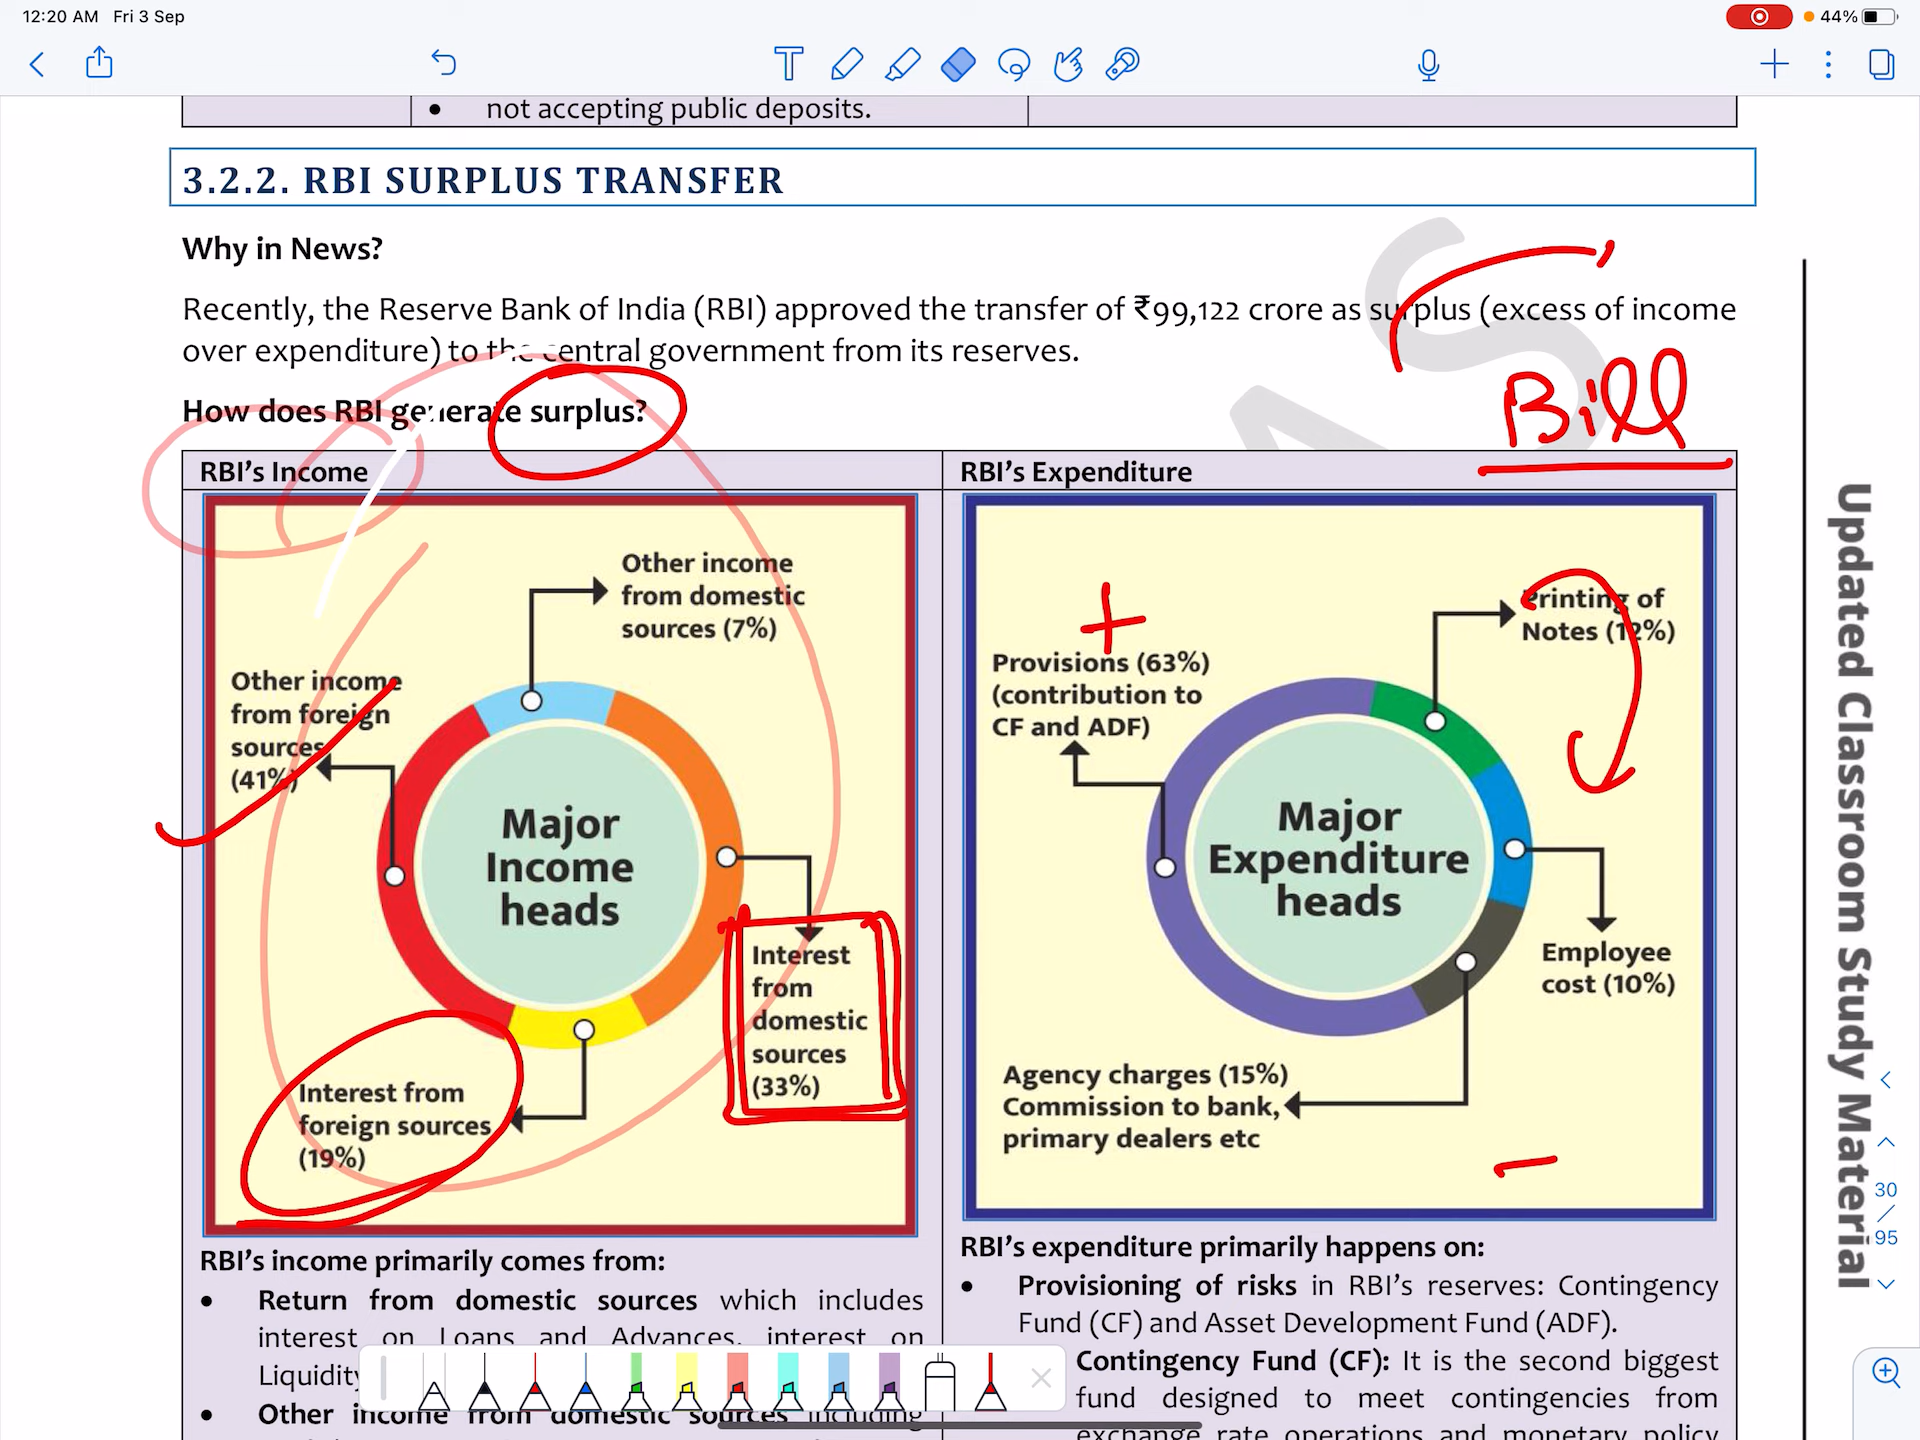 12:20 AM Fri 3 Sep
44%
not accepting public deposits.
3.2.2. RBI SURPLUS TRANSFER
Why in News?
Recently, the Reserve Bank of India (RBI) approved the transfer of ₹99,122 crore as surplus (excess of income
over expenditure) to the central government from its reserves.
Bill
How does RBI generate surplus?
RBI's Income
Other income
from domestic
sources (7%)
Other income
from foreign
sources
(41%)
Major
Income
heads
Interest
from
domestic
sources
(33%)
Interest from
foreign sources
(19%)
RBI's income primarily comes from:
• Return from domestic sources which includes
interest on Loans and Advances, interest on
Liquidity
• Other income from domestic sources including
RBI's Expenditure
Printing of
Notes (12%)
Provisions (63%)
(contribution to
CF and ADF)
Major
Expenditure
heads
Employee
cost (10%)
Agency charges (15%)
Commission to bank,
primary dealers etc
RBI's expenditure primarily happens on:
• Provisioning of risks in RBI's reserves: Contingency
Fund (CF) and Asset Development Fund (ADF).
Contingency Fund (CF): It is the second biggest
fund designed to meet contingencies from
exchange rate operations and monetary policy
Updated Classroom Study Material
30
/
95